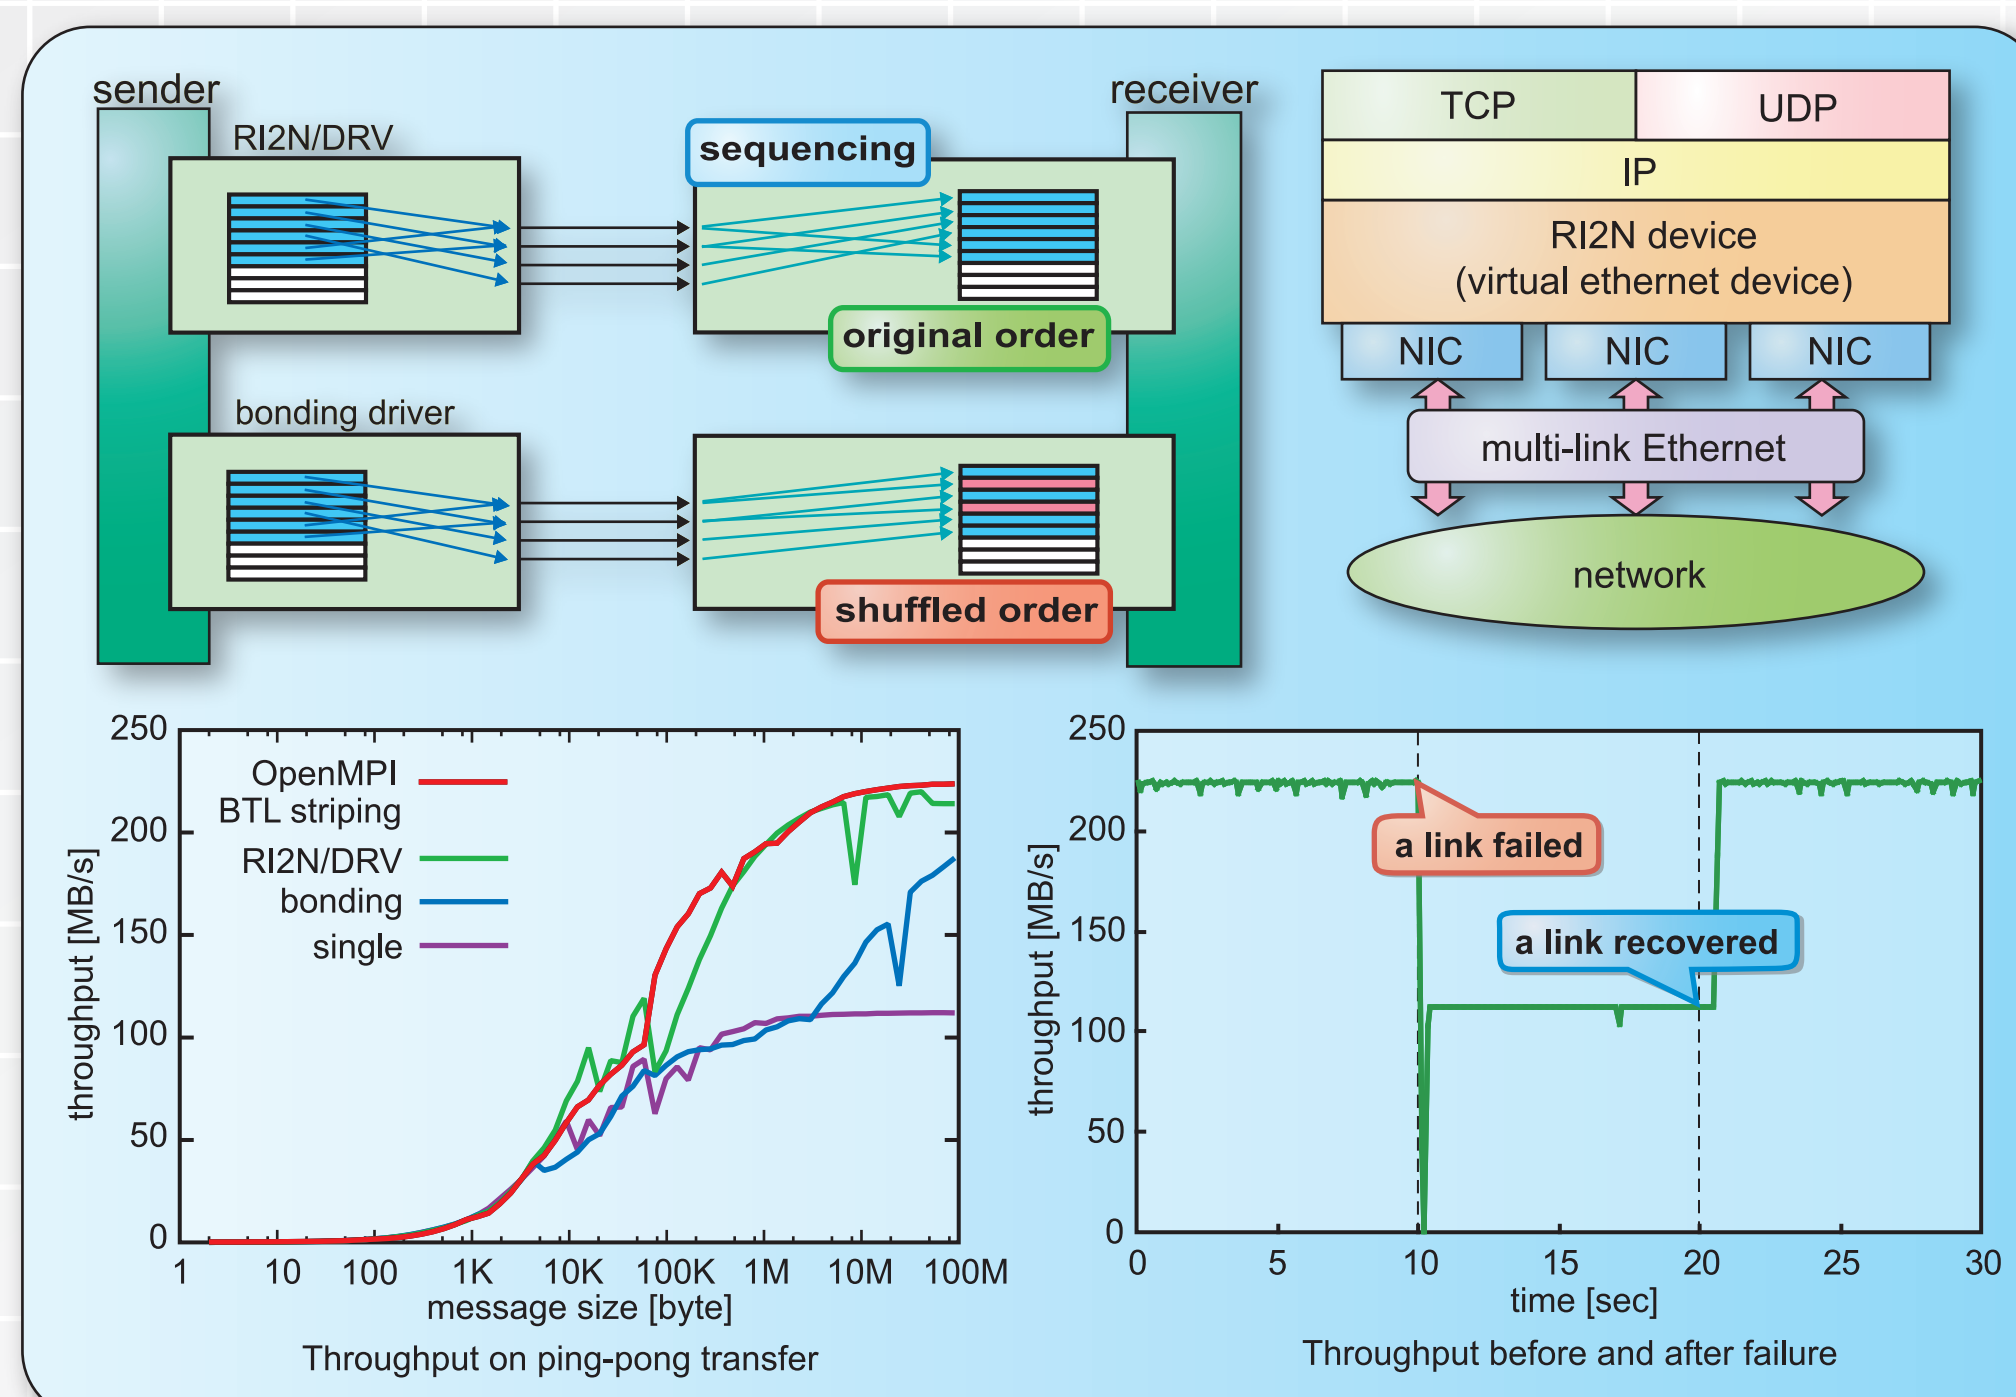 sender
receiver
RI2N/DRV
sequencing
original order
bonding driver
shuffled order
TCP
UDP
IP
RI2N device
(virtual ethernet device)
NIC
NIC
NIC
multi-link Ethernet
network
250
200
150
100
50
0
throughput [MB/s]
OpenMPI
BTL striping
RI2N/DRV
bonding
single
1
10
100
1K
10K
100K
1M
10M
100M
message size [byte]
Throughput on ping-pong transfer
250
200
150
100
50
0
throughput [MB/s]
a link failed
a link recovered
0
5
10
15
20
25
30
time [sec]
Throughput before and after failure